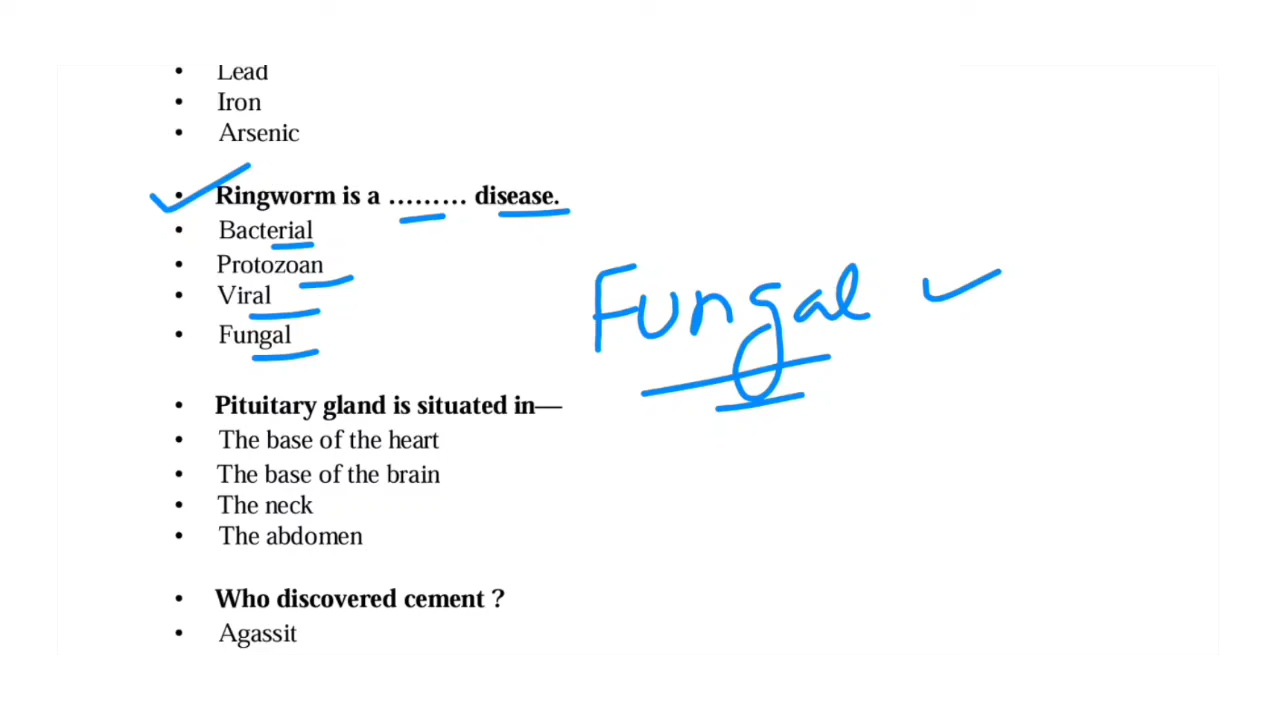 • Lead
• Iron
• Arsenic
• Ringworm is a ......... disease.
• Bacterial
• Protozoan
• Viral
• Fungal
Fungal
• Pituitary gland is situated in—
• The base of the heart
• The base of the brain
• The neck
• The abdomen
• Who discovered cement ?
• Agassit